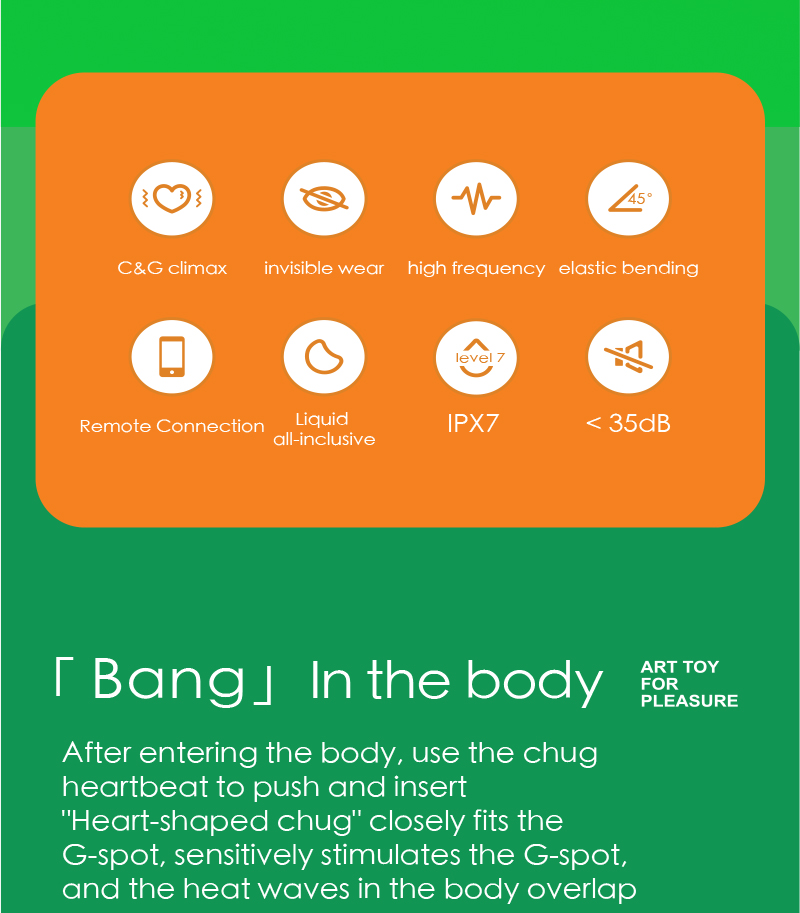 45°
C&G climax
invisible wear
high frequency
elastic bending
level 7
Remote Connection
Liquid
all-inclusive
IPX7
< 35dB
「 Bang」 In the body
ART TOY
FOR
PLEASURE
After entering the body, use the chug
heartbeat to push and insert
"Heart-shaped chug" closely fits the
G-spot, sensitively stimulates the G-spot,
and the heat waves in the body overlap